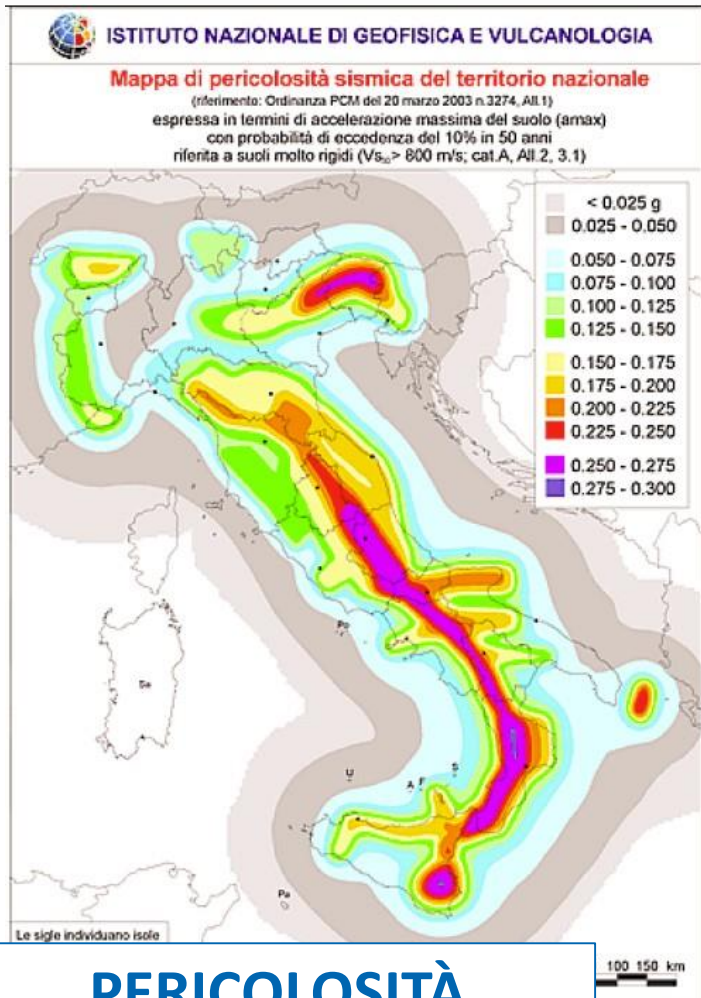 ISTITUTO NAZIONALE DI GEOFISICA E VULCANOLOGIA
Mappa di pericolosità sismica del territorio nazionale
(riferimento: Ordinanza PCM del 20 marzo 2003 n.3274, All.1)
espressa in termini di accelerazione massima del suolo (amax)
con probabilità di eccedenza del 10% in 50 anni
riferita a suoli molto rigidi (Vs₃₀> 800 m/s; cat.A, All.2, 3.1)
< 0.025 g
0.025 - 0.050
0.050 - 0.075
0.075 - 0.100
0.100 - 0.125
0.125 - 0.150
0.150 - 0.175
0.175 - 0.200
0.200 - 0.225
0.225 - 0.250
0.250 - 0.275
0.275 - 0.300
Po
Sa
U
A F
S
Pa
Le sigle individuano isole
100 150 km
PERICOLOSITÀ